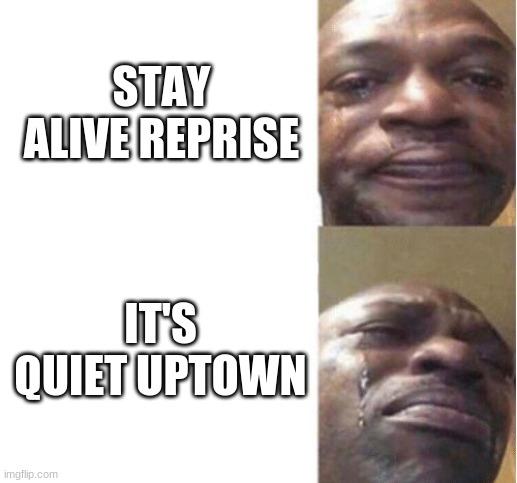 STAY
ALIVE REPRISE
IT'S
QUIET UPTOWN
imgflip.com